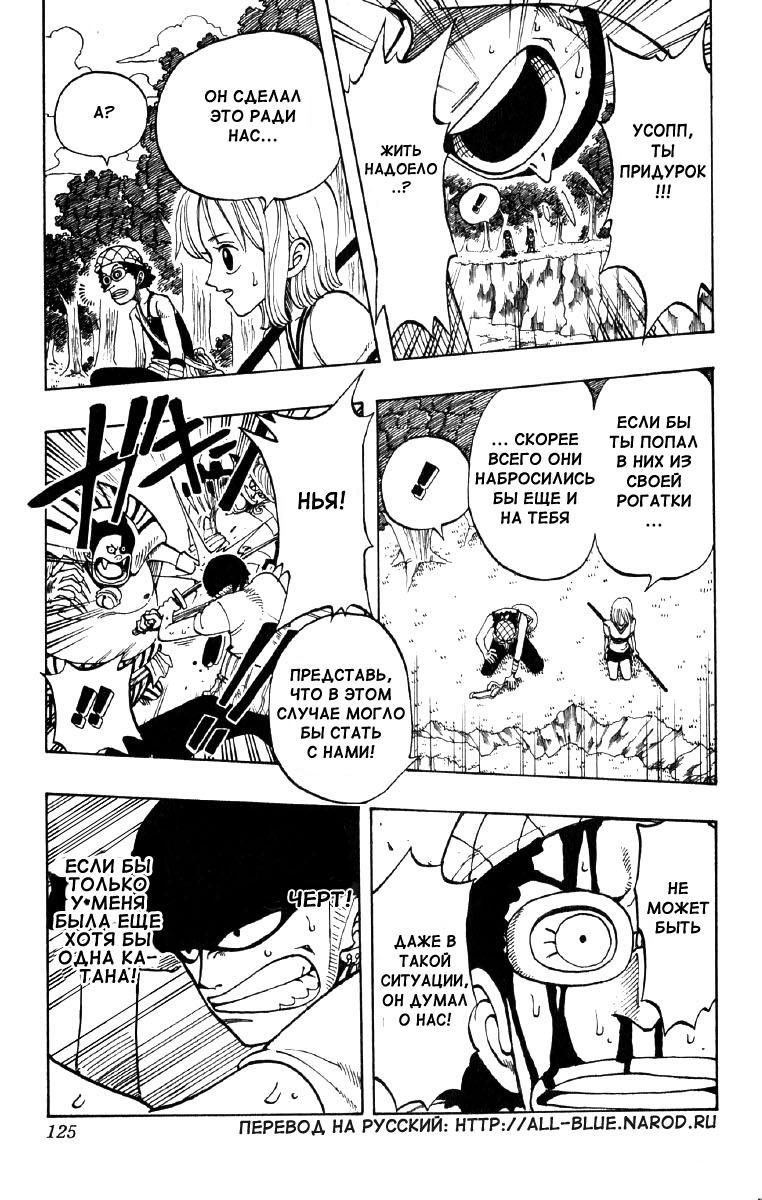 УСОПП,
ТЫ
ПРИДУРОК
!!!
ЖИТЬ
НАДОЕЛО
..?
!
ОН СДЕЛАЛ
ЭТО РАДИ
НАС...
А?
ЕСЛИ БЫ
ТЫ ПОПАЛ
В НИХ ИЗ
СВОЕЙ
РОГАТКИ
...
... СКОРЕЕ
ВСЕГО ОНИ
НАБРОСИЛИСЬ
БЫ ЕЩЕ И
НА ТЕБЯ
!!
НЬЯ!
!!
!!
ПРЕДСТАВЬ,
ЧТО В ЭТОМ
СЛУЧАЕ МОГЛО
БЫ СТАТЬ
С НАМИ!
НЕ
МОЖЕТ
БЫТЬ
ДАЖЕ В
ТАКОЙ
СИТУАЦИИ,
ОН ДУМАЛ
О НАС!
ЧЕРТ!
ЕСЛИ БЫ
ТОЛЬКО
У МЕНЯ
БЫЛА ЕЩЕ
ХОТЯ БЫ
ОДНА КА-
ТАНА!
125
ПЕРЕВОД НА РУССКИЙ: HTTP://ALL-BLUE.NAROD.RU